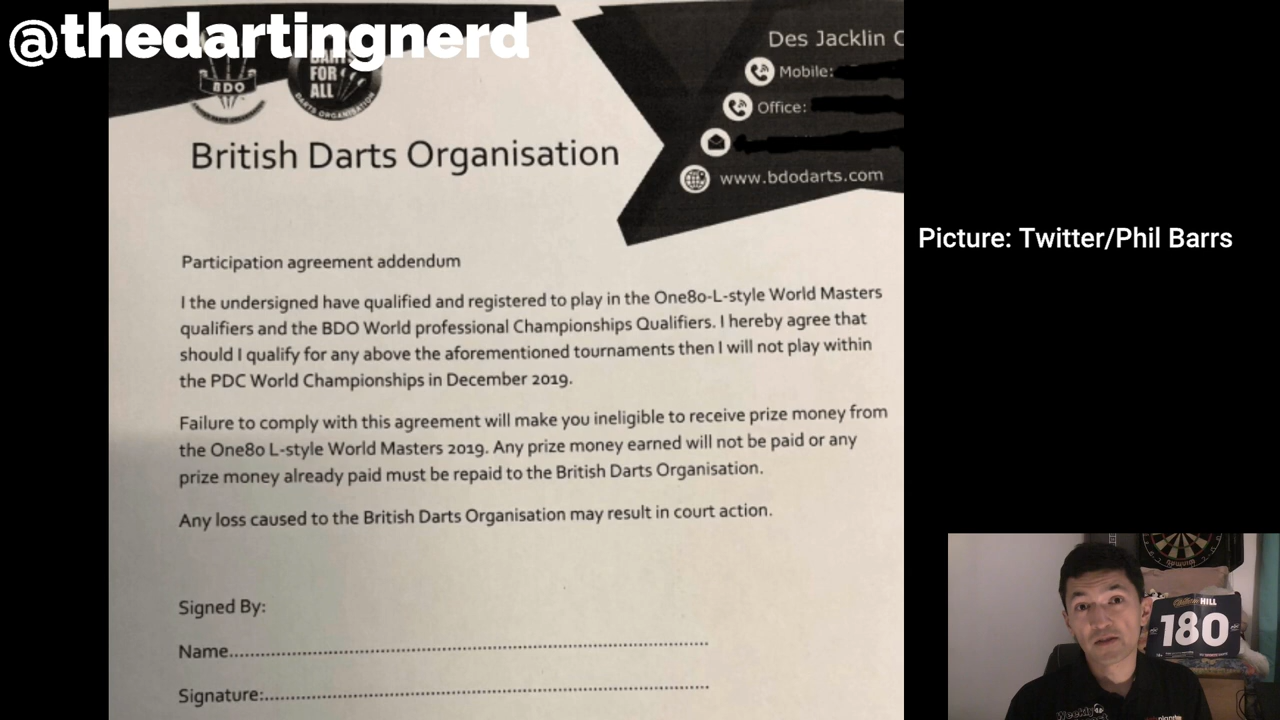 @thedartingnerd
BDO
DARTS
FOR
ALL
DARTS ORGANISATION
British Darts Organisation
Des Jacklin
Mobile:
Office:
www.bdodarts.com
Picture: Twitter/Phil Barrs
Participation agreement addendum
I the undersigned have qualified and registered to play in the One80-L-style World Masters
qualifiers and the BDO World professional Championships Qualifiers. I hereby agree that
should I qualify for any above the aforementioned tournaments then I will not play within
the PDC World Championships in December 2019.
Failure to comply with this agreement will make you ineligible to receive prize money from
the One80 L-style World Masters 2019. Any prize money earned will not be paid or any
prize money already paid must be repaid to the British Darts Organisation.
Any loss caused to the British Darts Organisation may result in court action.
Signed By:
Name
Signature:
HILL
180
Weekly